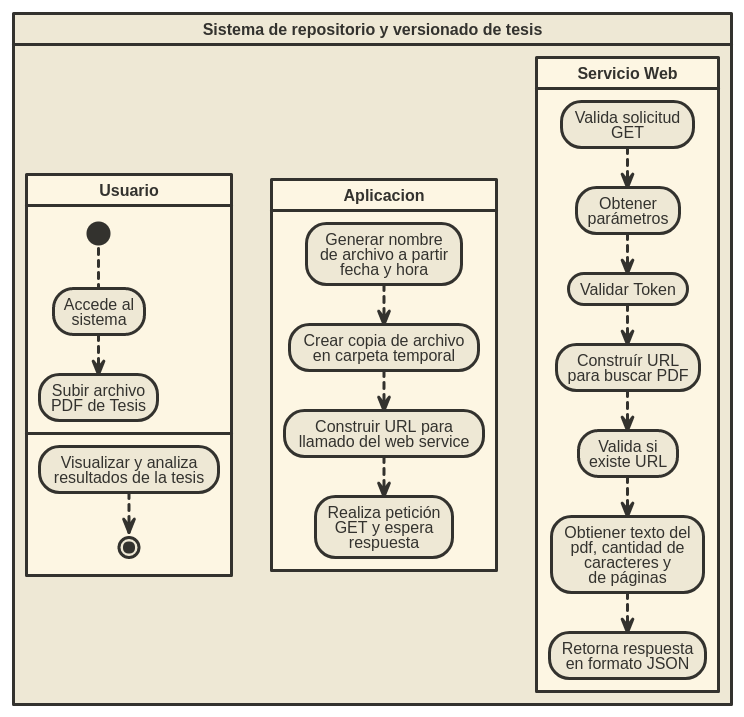 Sistema de repositorio y versionado de tesis
Usuario
Accede al
sistema
Subir archivo
PDF de Tesis
Visualizar y analiza
resultados de la tesis
Aplicacion
Generar nombre
de archivo a partir
fecha y hora
Crear copia de archivo
en carpeta temporal
Construir URL para
llamado del web service
Realiza petición
GET y espera
respuesta
Servicio Web
Valida solicitud
GET
Obtener
parámetros
Validar Token
Construír URL
para buscar PDF
Valida si
existe URL
Obtiener texto del
pdf, cantidad de
caracteres y
de páginas
Retorna respuesta
en formato JSON